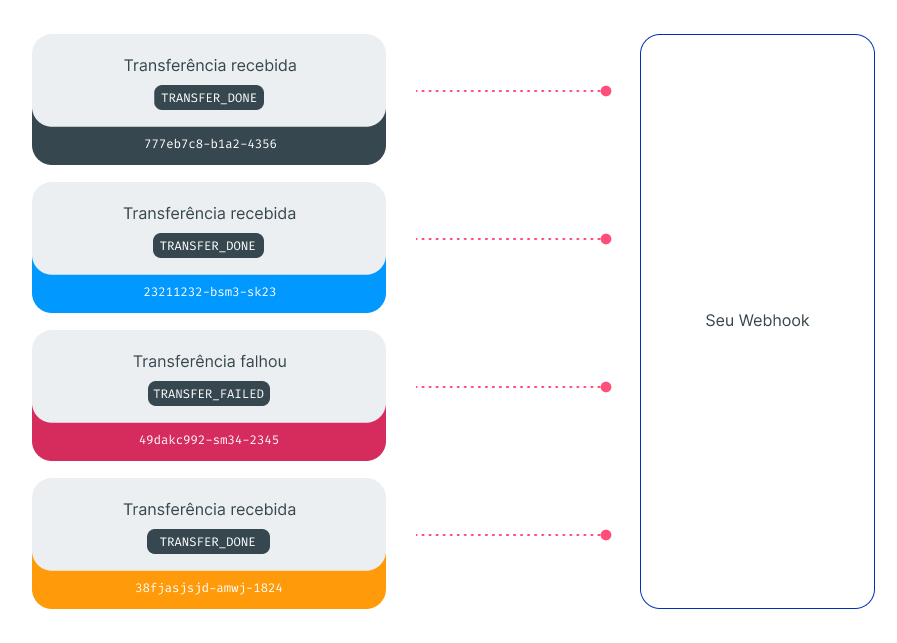 Transferência recebida
TRANSFER_DONE
777eb7c8-b1a2-4356
Transferência recebida
TRANSFER_DONE
23211232-bsm3-sk23
Transferência falhou
TRANSFER_FAILED
49dakc992-sm34-2345
Transferência recebida
TRANSFER_DONE
38fjasjsjd-amwj-1824
Seu Webhook